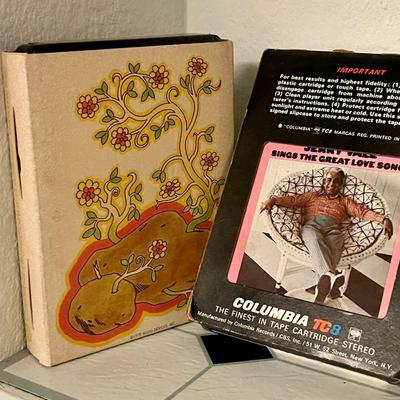 IMPORTANT
For best results and highest fidelity: (1)
plastic cartridge or touch tape. (2) Whe
disengage cartridge from machine abo
(3) Clean player unit regularly according
turer's instructions. (4) Protect cartridge f
sunlight and extreme heat or cold. Use this s
signed slipcase to store and protect the tap
® "COLUMBIA" TC8 MARCAS REG. PRINTED IN
JERRY VALE
SINGS THE GREAT LOVE SONG
COLUMBIA TC8
THE FINEST IN TAPE CARTRIDGE STEREO
Manufactured by Columbia Records / CBS, Inc. / 51 W. 52 Street, New York, N.Y.